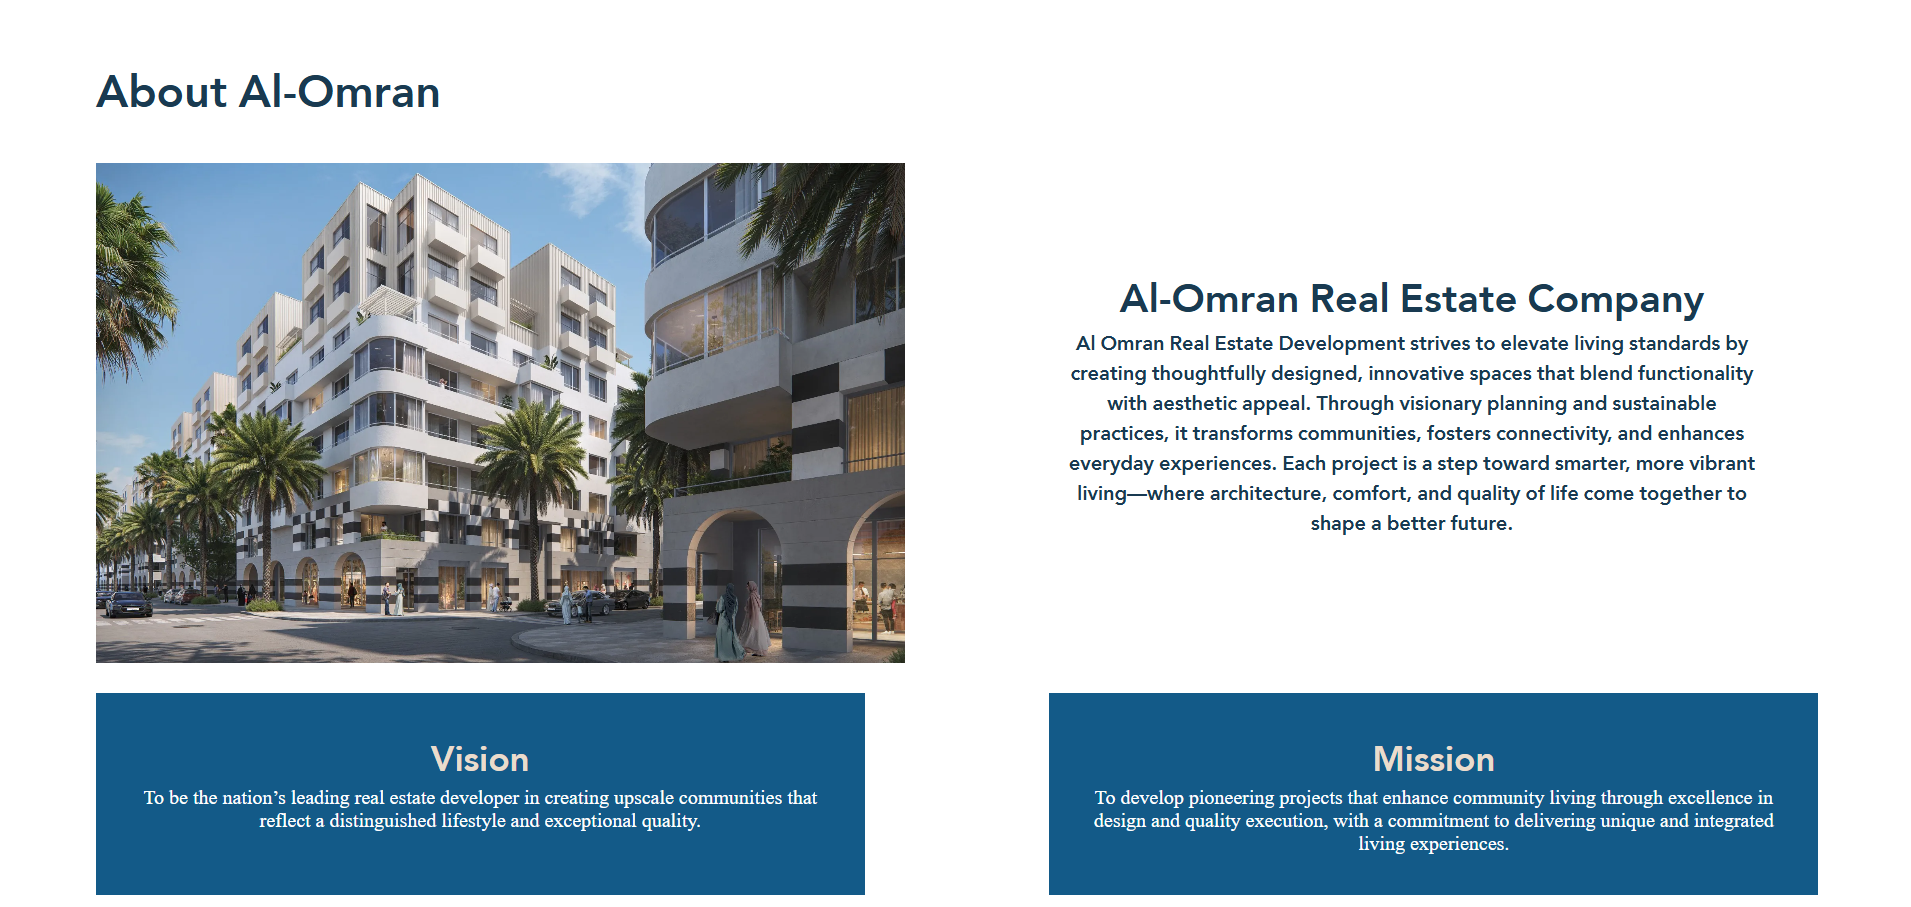 About Al-Omran
Al-Omran Real Estate Company
Al Omran Real Estate Development strives to elevate living standards by
creating thoughtfully designed, innovative spaces that blend functionality
with aesthetic appeal. Through visionary planning and sustainable
practices, it transforms communities, fosters connectivity, and enhances
everyday experiences. Each project is a step toward smarter, more vibrant
living—where architecture, comfort, and quality of life come together to
shape a better future.
Vision
To be the nation’s leading real estate developer in creating upscale communities that
reflect a distinguished lifestyle and exceptional quality.
Mission
To develop pioneering projects that enhance community living through excellence in
design and quality execution, with a commitment to delivering unique and integrated
living experiences.